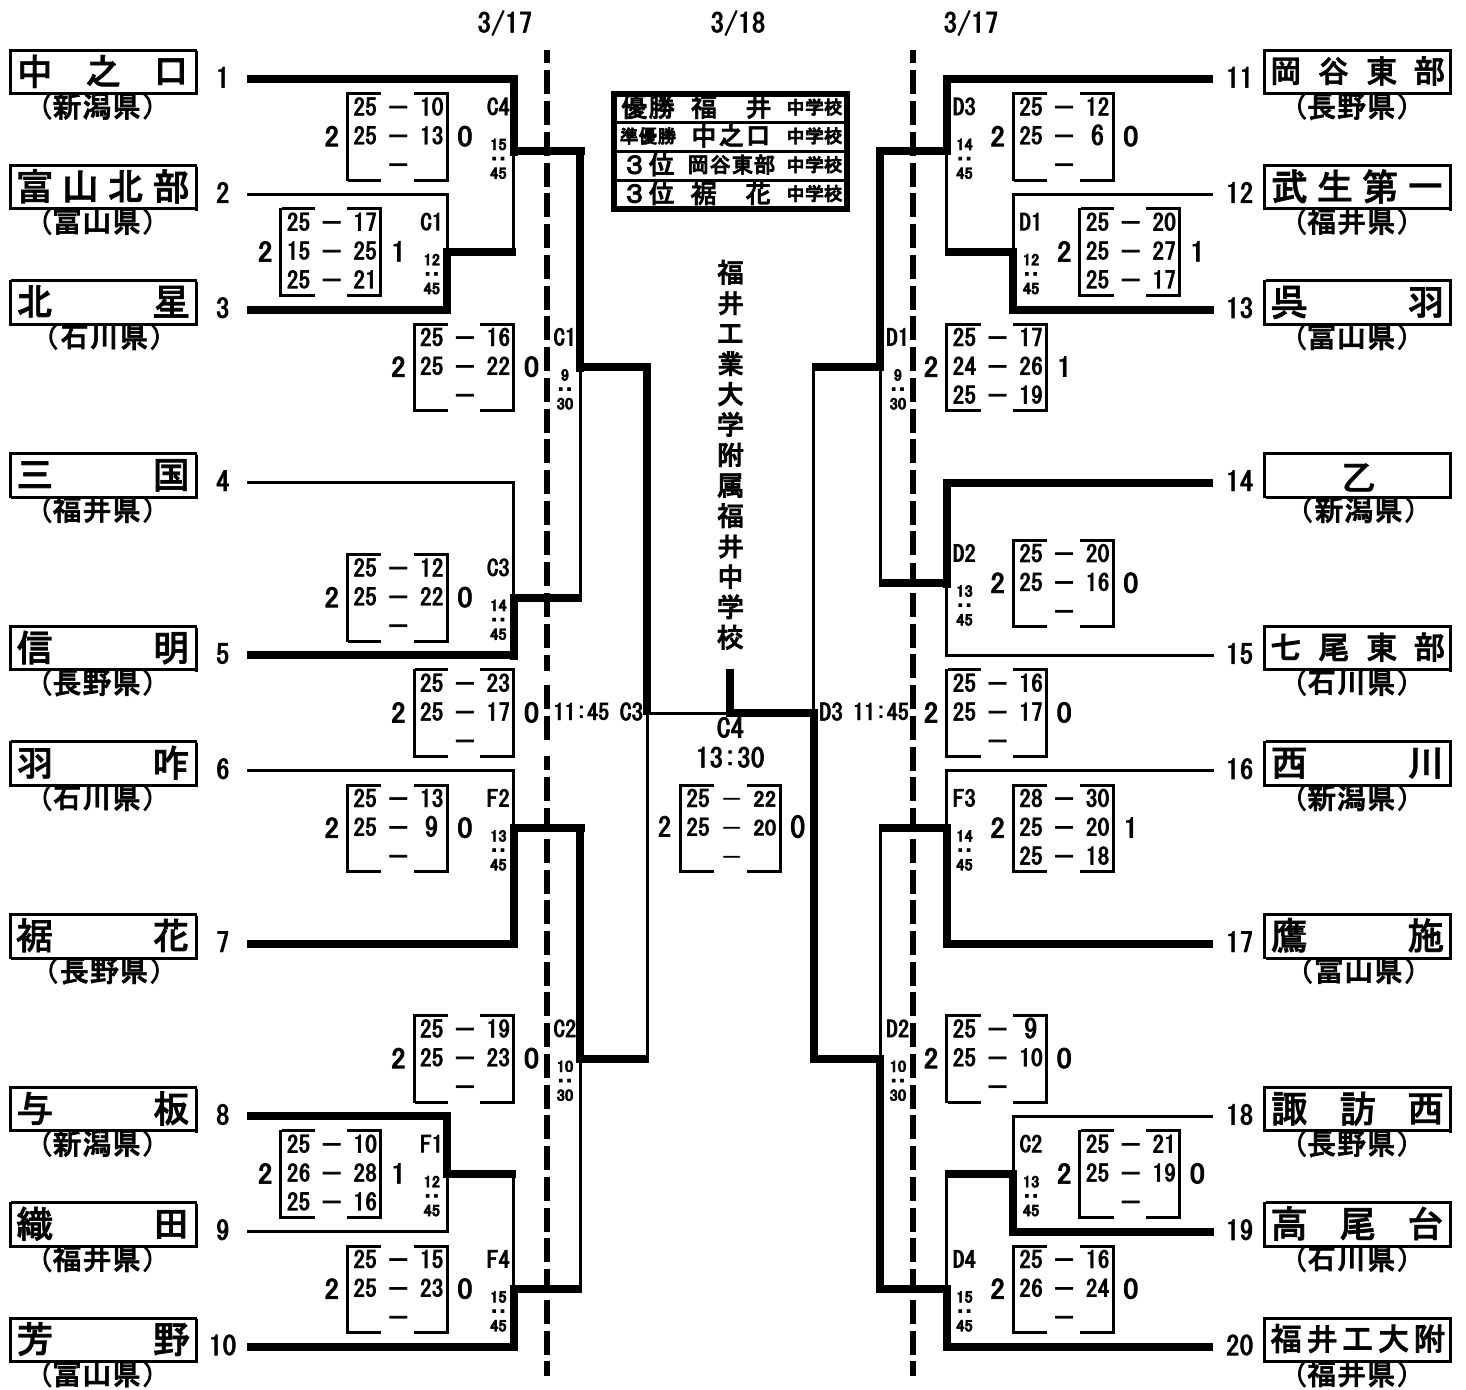 3/17
3/18
3/17
中之口
(新潟県)
1
富山北部
(富山県)
2
北星
(石川県)
3
三国
(福井県)
4
信明
(長野県)
5
羽咋
(石川県)
6
裾花
(長野県)
7
与板
(新潟県)
8
織田
(福井県)
9
芳野
(富山県)
10
25 − 10
2 25 − 13 0
−
C4
15:45
25 − 17
2 15 − 25 1
25 − 21
C1
12:45
25 − 16
2 25 − 22 0
−
C1
9:30
25 − 12
2 25 − 22 0
−
C3
14:45
25 − 23
2 25 − 17 0
−
11:45 C3
25 − 13
2 25 − 9 0
−
F2
13:45
25 − 19
2 25 − 23 0
−
C2
10:30
25 − 10
2 26 − 28 1
25 − 16
F1
12:45
25 − 15
2 25 − 23 0
−
F4
15:45
優勝 福井 中学校
準優勝 中之口 中学校
3位 岡谷東部 中学校
3位 裾花 中学校
福井工業大学附属福井中学校
C4
13:30
25 − 22
2 25 − 20 0
−
D3
14:45
25 − 12
2 25 − 6 0
−
D1
12:45
25 − 20
2 25 − 27 1
25 − 17
D1
9:30
25 − 17
2 24 − 26 1
25 − 19
D2
13:45
25 − 20
2 25 − 16 0
−
D3 11:45
25 − 16
2 25 − 17 0
−
F3
14:45
28 − 30
2 25 − 20 1
25 − 18
D2
10:30
25 − 9
2 25 − 10 0
−
C2
13:45
25 − 21
2 25 − 19 0
−
D4
15:45
25 − 16
2 26 − 24 0
−
11
岡谷東部
(長野県)
12
武生第一
(福井県)
13
呉羽
(富山県)
14
乙
(新潟県)
15
七尾東部
(石川県)
16
西川
(新潟県)
17
鷹施
(富山県)
18
諏訪西
(長野県)
19
高尾台
(石川県)
20
福井工大附
(福井県)